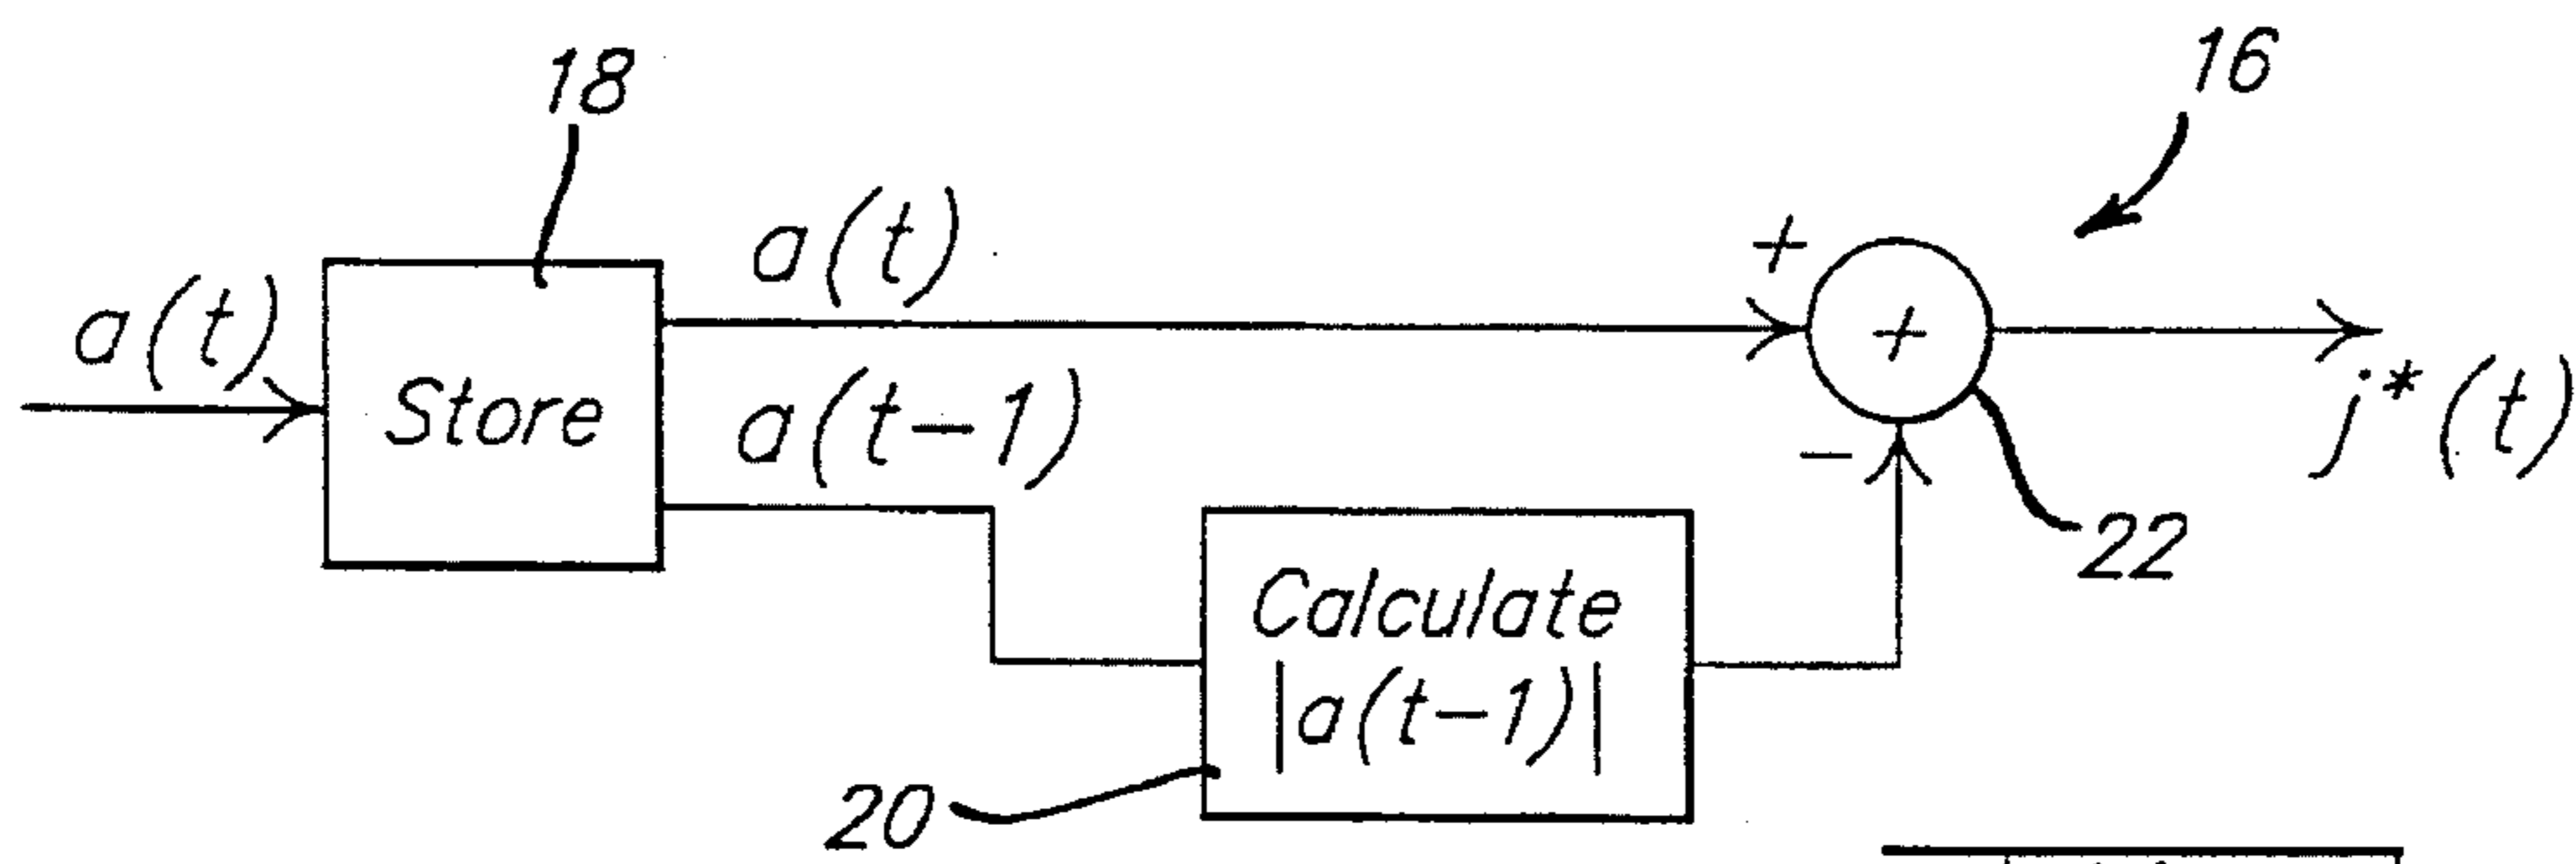 18
16
a(t)
Store
a(t)
a(t-1)
+
+
-
j*(t)
22
Calculate
|a(t-1)|
20